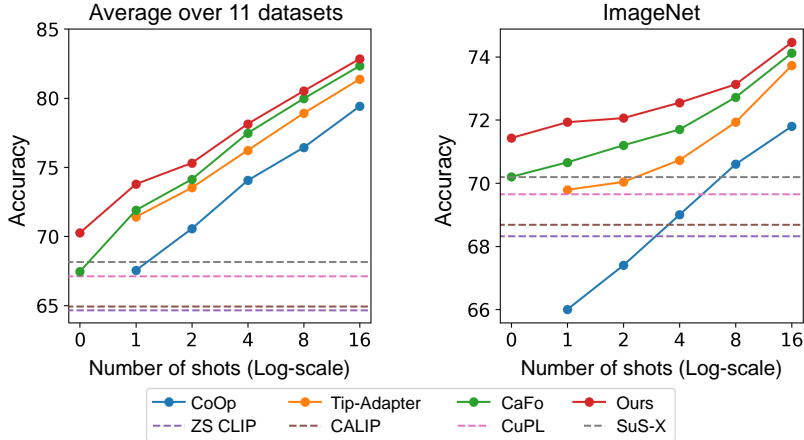 Average over 11 datasets
85
80
75
70
65
Accuracy
0 1 2 4 8 16
Number of shots (Log-scale)
ImageNet
74
72
70
68
66
Accuracy
0 1 2 4 8 16
Number of shots (Log-scale)
CoOp Tip-Adapter CaFo Ours
ZS CLIP CALIP CuPL SuS-X